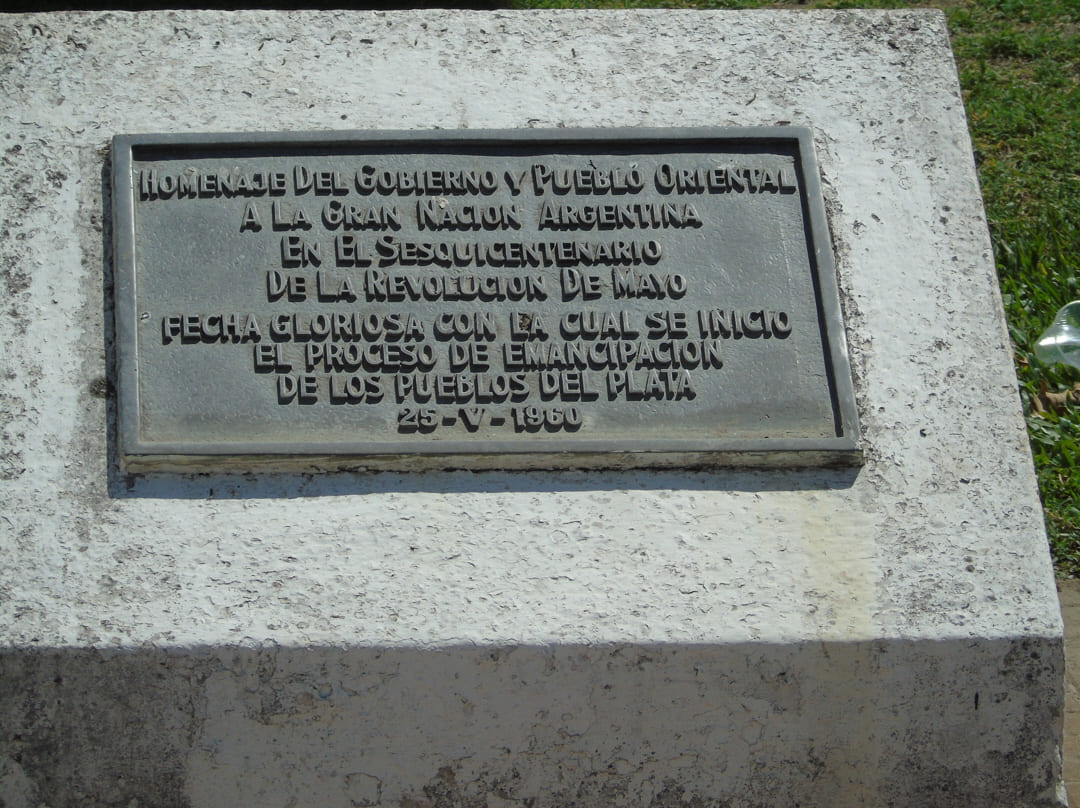 HOMENAJE DEL GOBIERNO Y PUEBLO ORIENTAL
A LA GRAN NACION ARGENTINA
EN EL SESQUICENTENARIO
DE LA REVOLUCION DE MAYO
FECHA GLORIOSA CON LA CUAL SE INICIO
EL PROCESO DE EMANCIPACION
DE LOS PUEBLOS DEL PLATA
25-V-1960